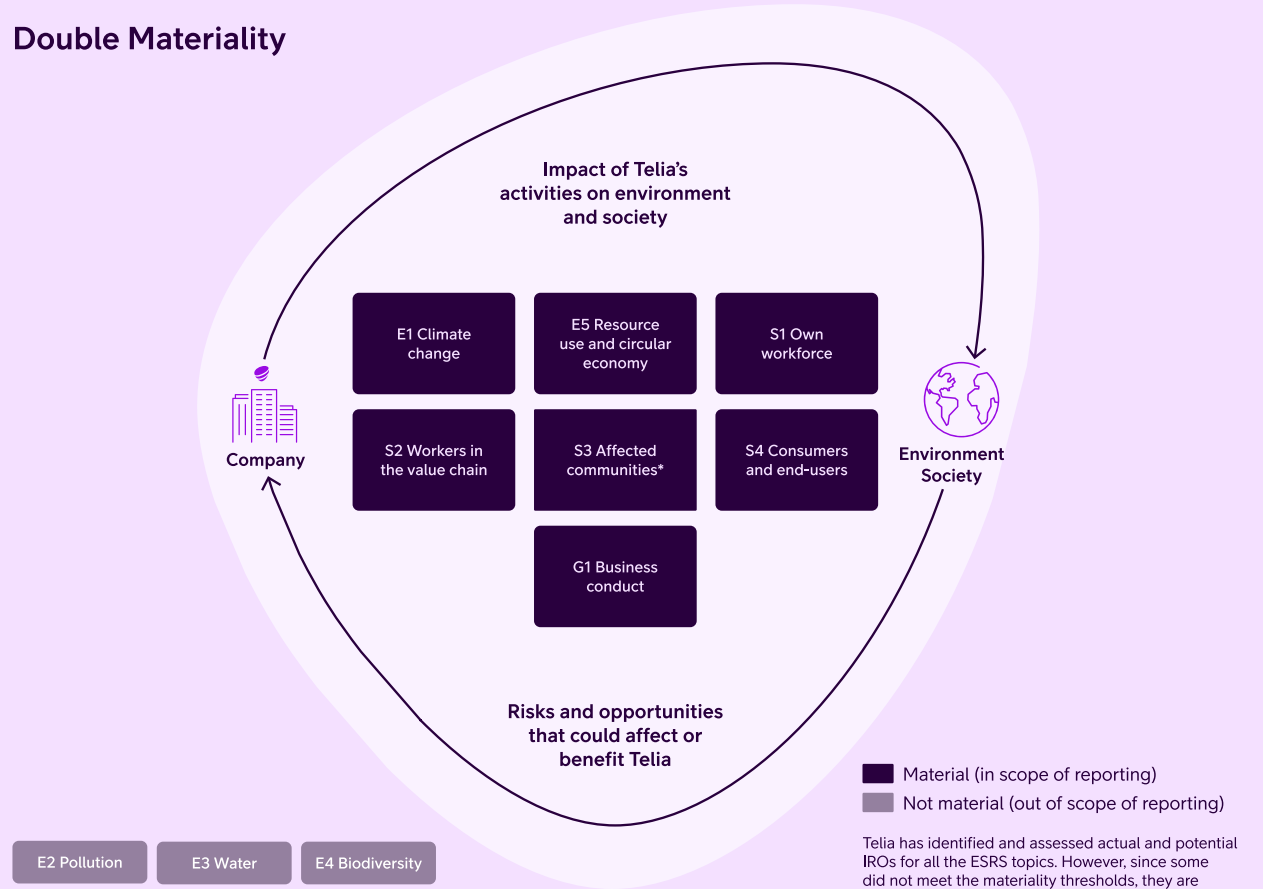 Double Materiality
Impact of Telia's
activities on environment
and society
E1 Climate
change
E5 Resource
use and circular
economy
S1 Own
workforce
Company
S2 Workers in
the value chain
S3 Affected
communities*
S4 Consumers
and end-users
Environment
Society
G1 Business
conduct
Risks and opportunities
that could affect or
benefit Telia
Material (in scope of reporting)
Not material (out of scope of reporting)
Telia has identified and assessed actual and potential
IROs for all the ESRS topics. However, since some
did not meet the materiality thresholds, they are
E2 Pollution
E3 Water
E4 Biodiversity